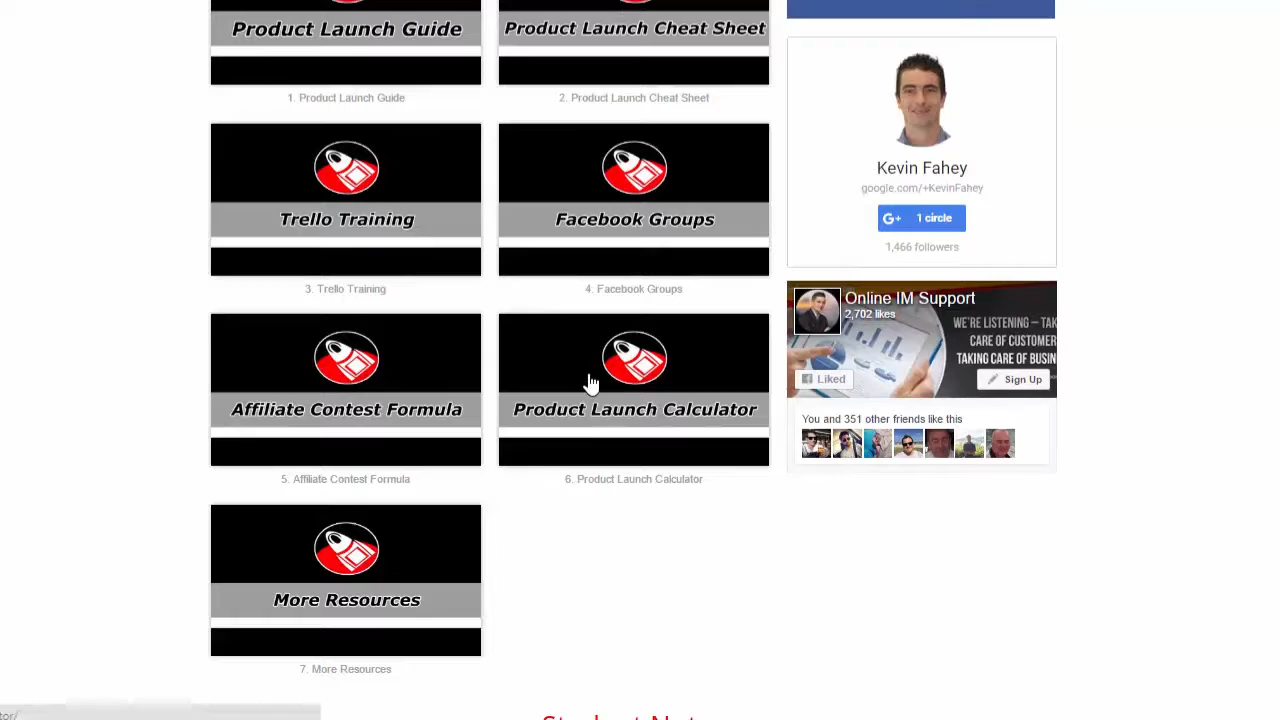 Product Launch Guide
Product Launch Cheat Sheet
1. Product Launch Guide
2. Product Launch Cheat Sheet
Trello Training
Facebook Groups
3. Trello Training
4. Facebook Groups
Affiliate Contest Formula
Product Launch Calculator
5. Affiliate Contest Formula
6. Product Launch Calculator
More Resources
7. More Resources
Kevin Fahey
google.com/+KevinFahey
G+ 1 circle
1,466 followers
Online IM Support
2,702 likes
WE'RE LISTENING – TAK
CARE OF CUSTOMER
TAKING CARE OF BUSIN
Liked
Sign Up
You and 351 other friends like this
tor/